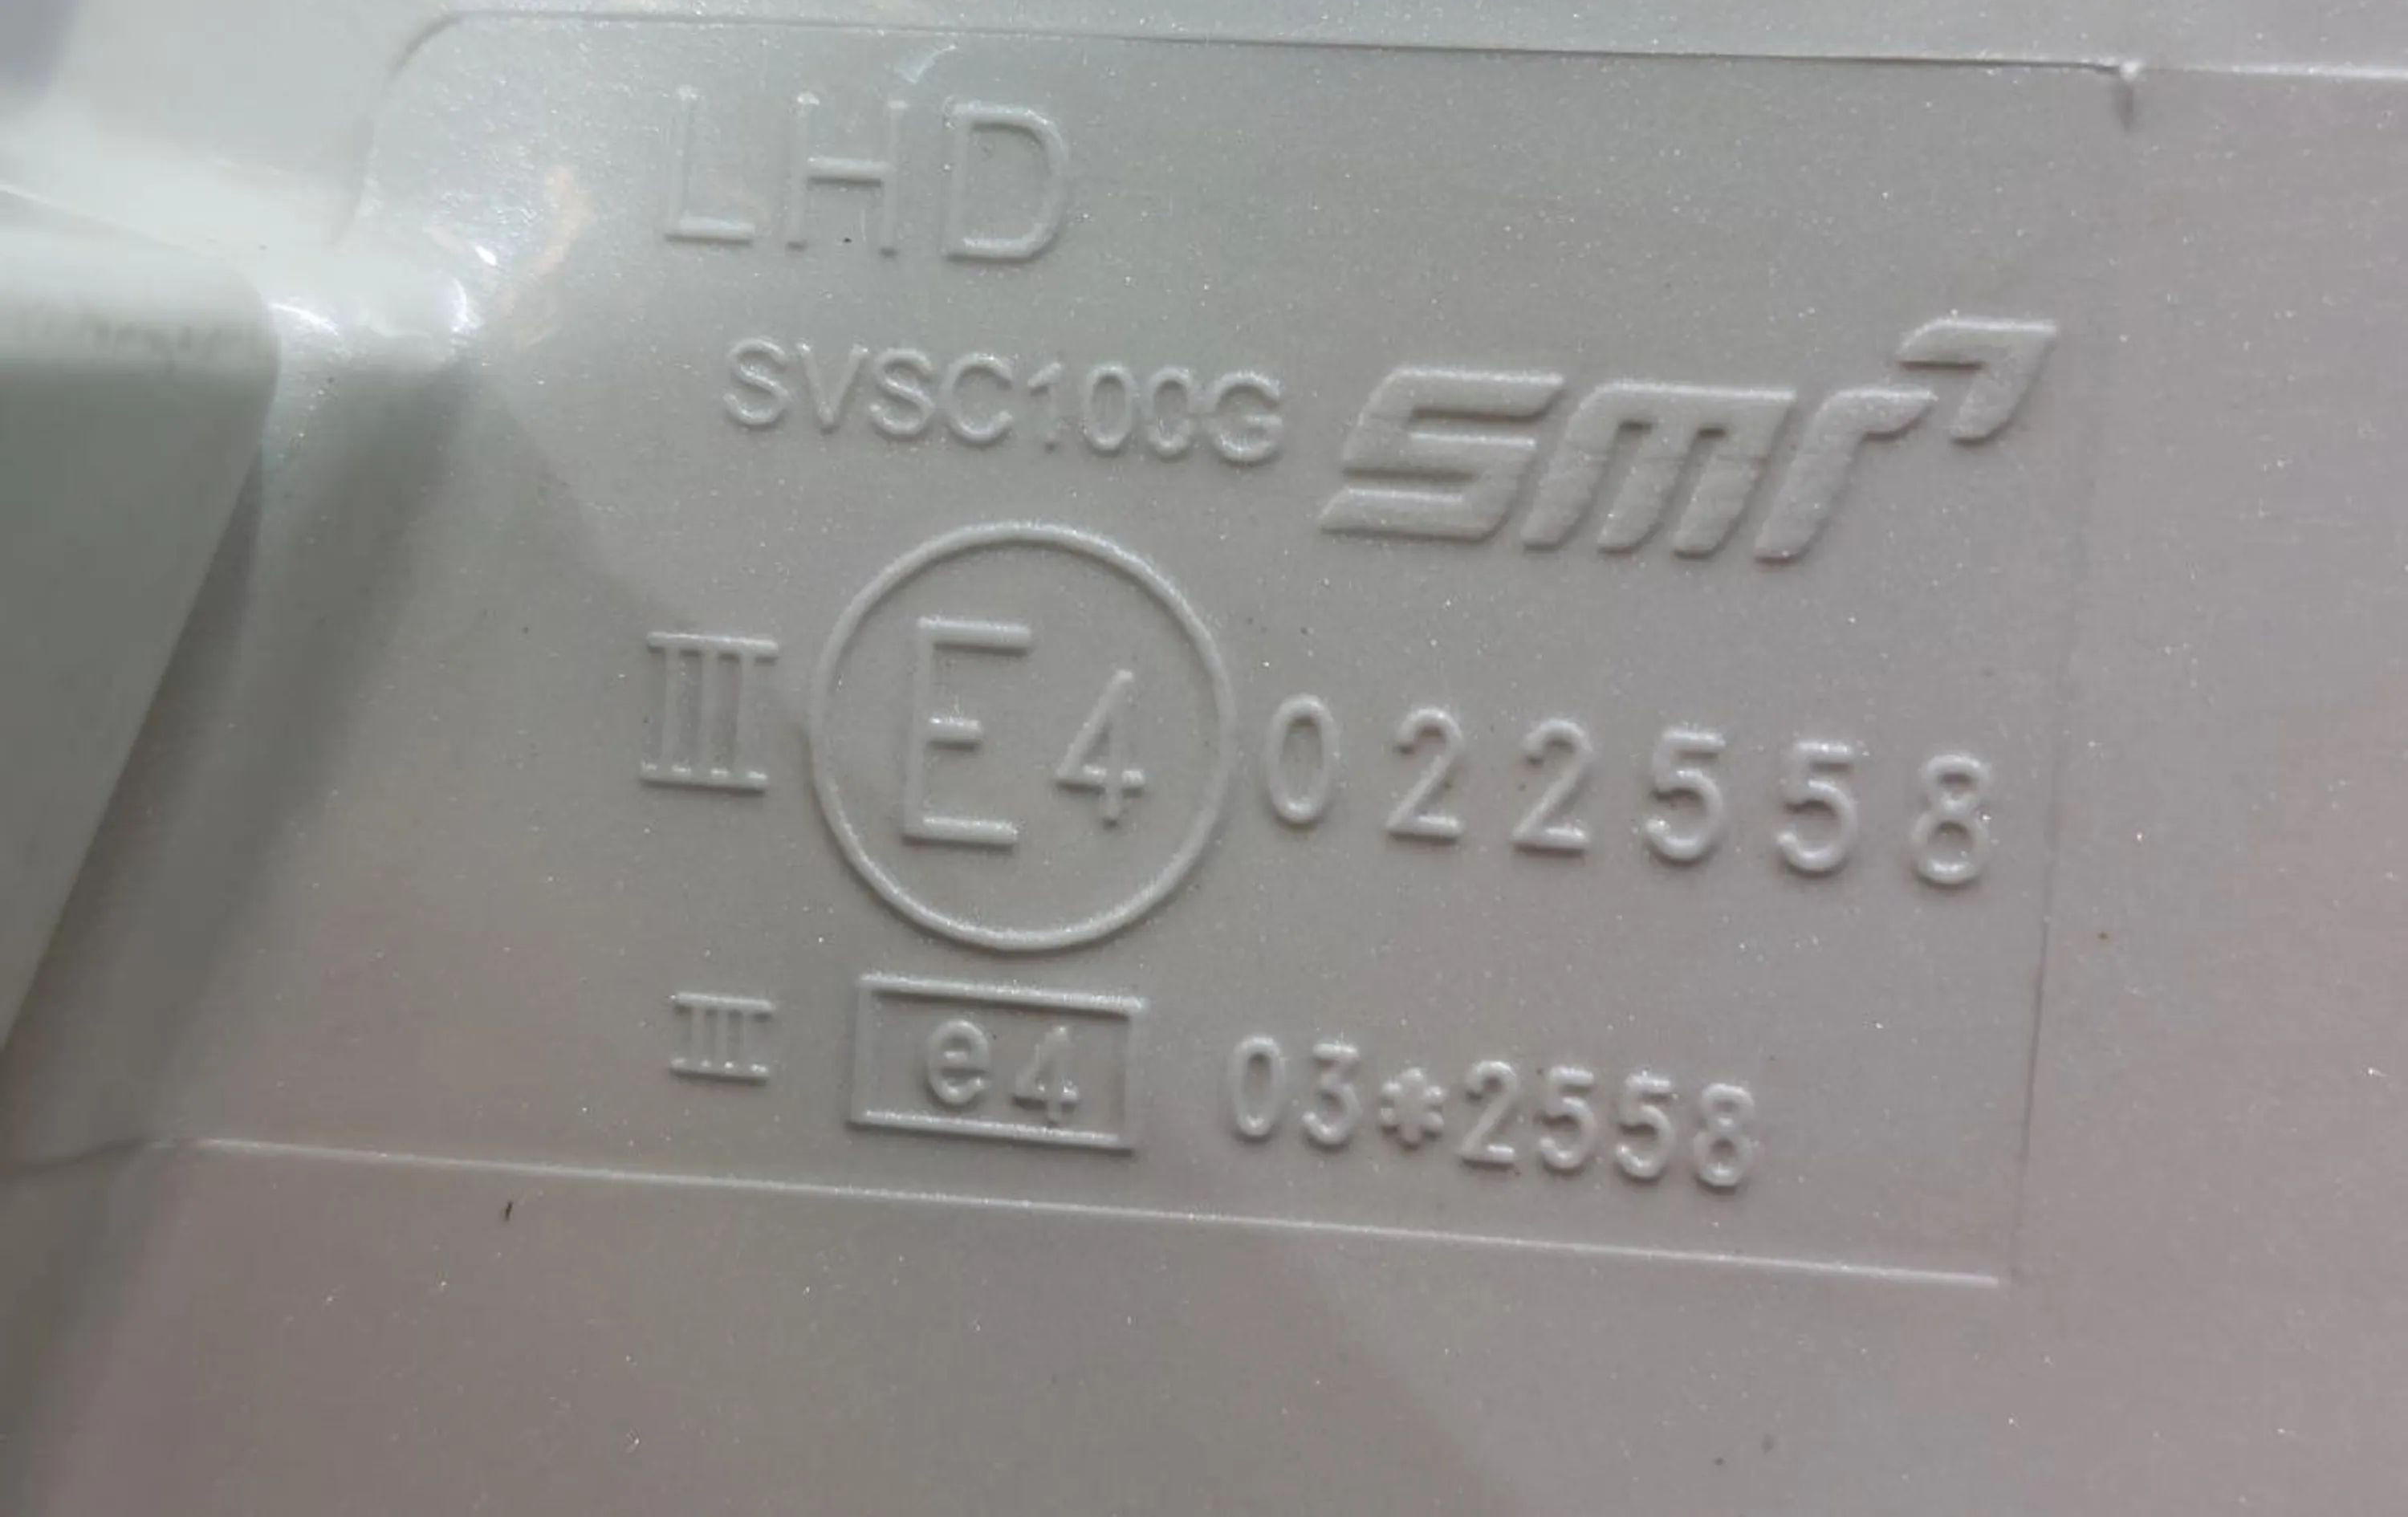 LHD
SVSC100G smr
III E4 022558
III e4 03*2558